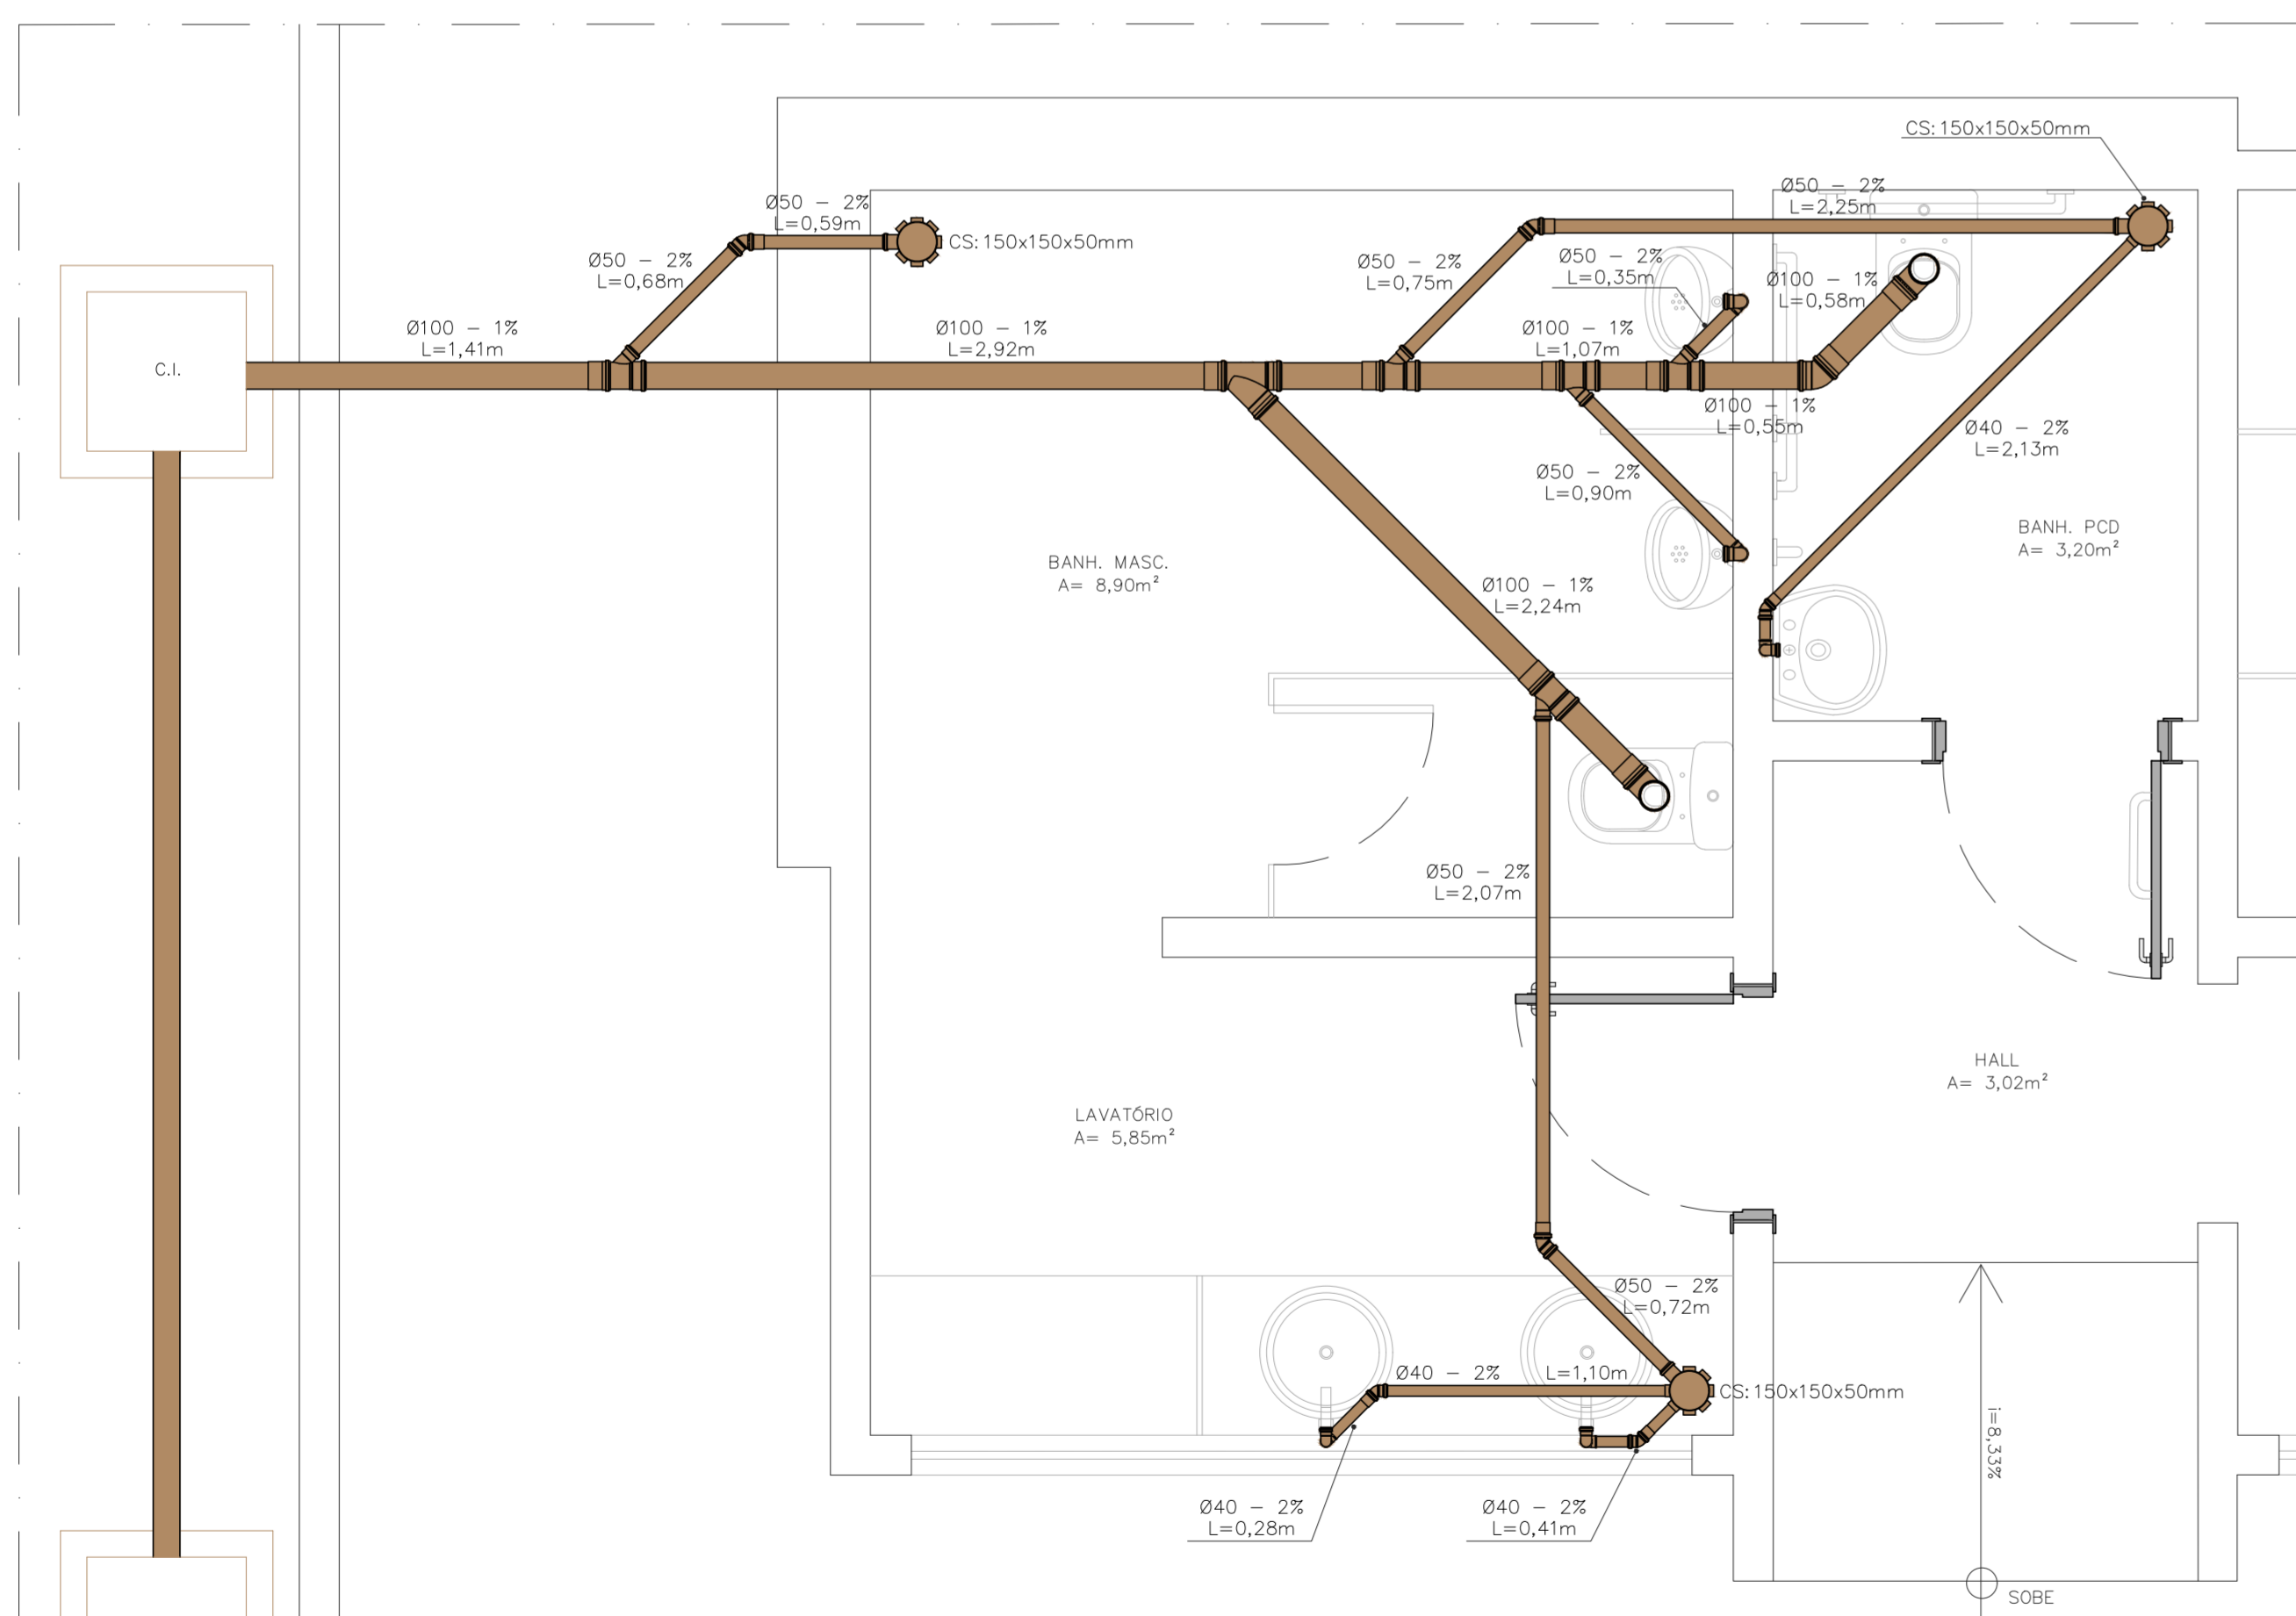 CS: 150x150x50mm
Ø50 - 2%
L=2,25m
Ø50 - 2%
L=0,59m
CS: 150x150x50mm
Ø50 - 2%
L=0,68m
Ø50 - 2%
L=0,75m
Ø50 - 2%
L=0,35m
Ø100 - 1%
L=0,58m
Ø100 - 1%
L=1,41m
Ø100 - 1%
L=2,92m
Ø100 - 1%
L=1,07m
C.I.
Ø100 - 1%
L=0,55m
Ø40 - 2%
L=2,13m
Ø50 - 2%
L=0,90m
BANH. PCD
A= 3,20m²
BANH. MASC.
A= 8,90m²
Ø100 - 1%
L=2,24m
Ø50 - 2%
L=2,07m
HALL
A= 3,02m²
LAVATÓRIO
A= 5,85m²
Ø50 - 2%
L=0,72m
Ø40 - 2% L=1,10m
CS: 150x150x50mm
i=8,33%
Ø40 - 2%
L=0,28m
Ø40 - 2%
L=0,41m
SOBE